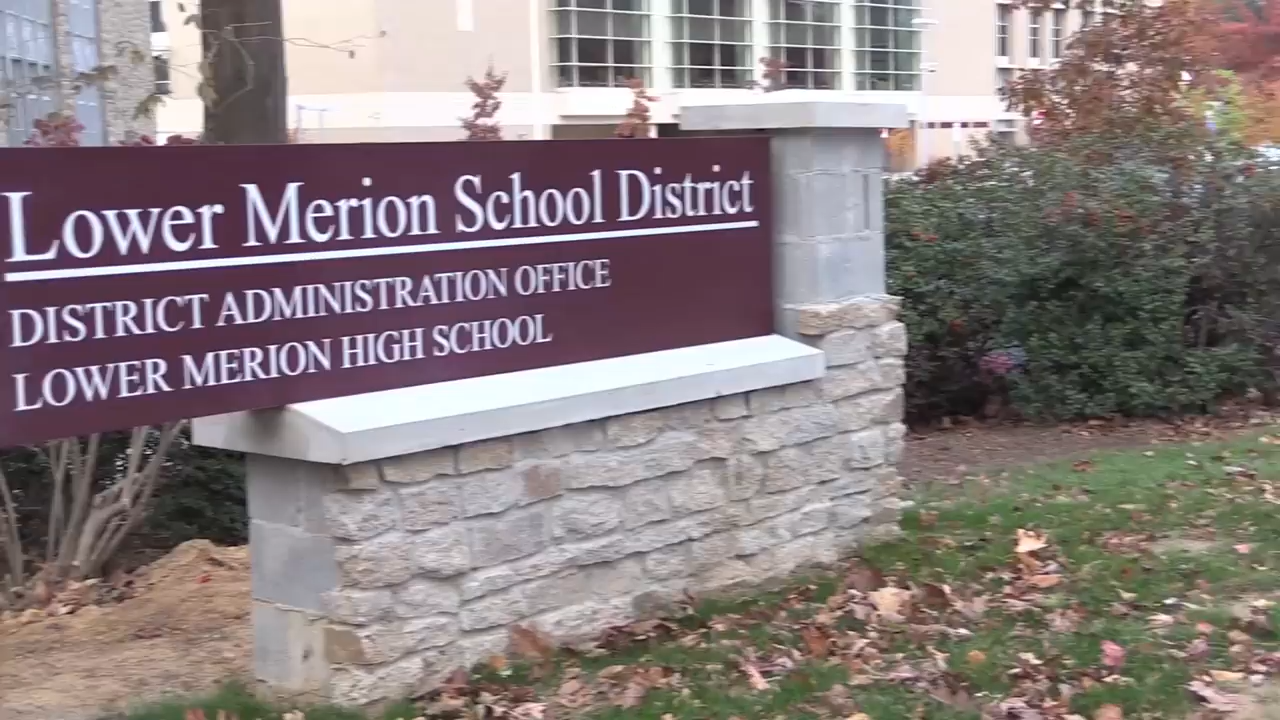 Lower Merion School District
DISTRICT ADMINISTRATION OFFICE
LOWER MERION HIGH SCHOOL